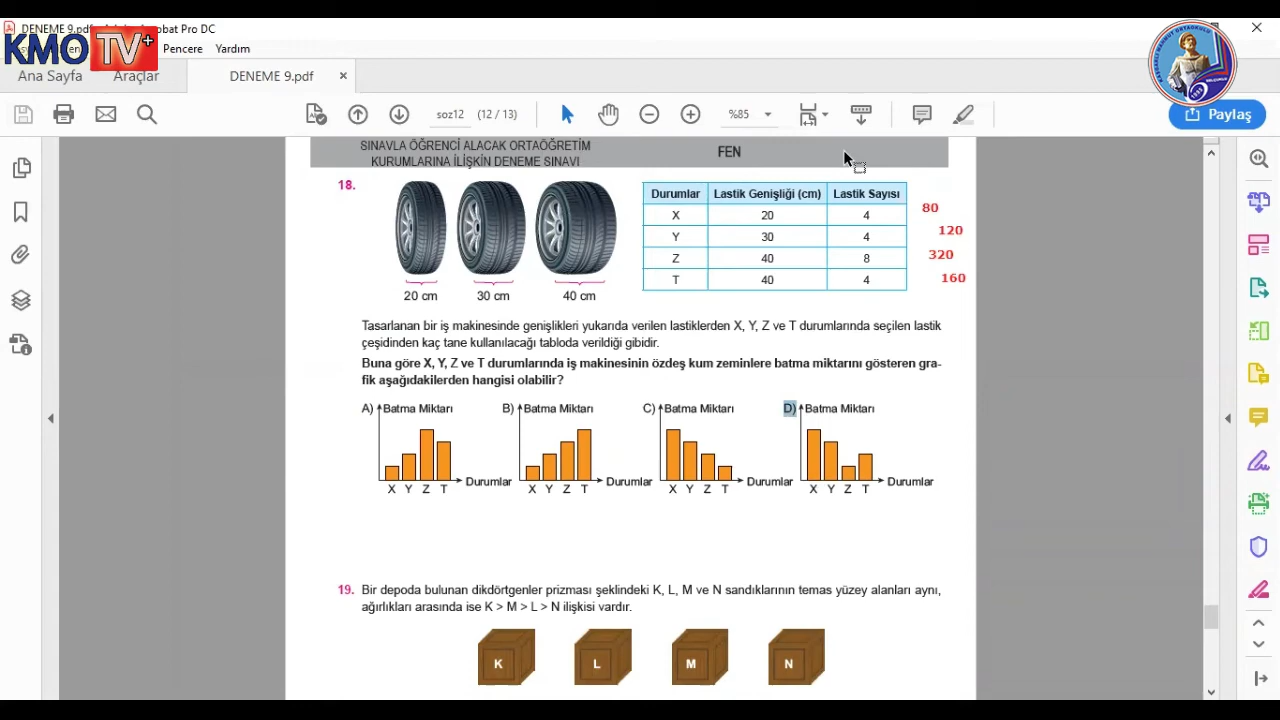 DENEME 9.pdf
bat Pro DC
KMO TV+
Pencere Yardım
Ana Sayfa Araçlar DENEME 9.pdf ×
soz12 (12 / 13) %85 Paylaş
SINAVLA ÖĞRENCİ ALACAK ORTAÖĞRETİM
KURUMLARINA İLİŞKİN DENEME SINAVI
FEN
18.
20 cm 30 cm 40 cm
Durumlar Lastik Genişliği (cm) Lastik Sayısı
X 20 4 80
Y 30 4 120
Z 40 8 320
T 40 4 160
Tasarlanan bir iş makinesinde genişlikleri yukarıda verilen lastiklerden X, Y, Z ve T durumlarında seçilen lastik
çeşidinden kaç tane kullanılacağı tabloda verildiği gibidir.
Buna göre X, Y, Z ve T durumlarında iş makinesinin özdeş kum zeminlere batma miktarını gösteren gra-
fik aşağıdakilerden hangisi olabilir?
A) Batma Miktarı B) Batma Miktarı C) Batma Miktarı D) Batma Miktarı
Durumlar Durumlar Durumlar Durumlar
X Y Z T X Y Z T X Y Z T X Y Z T
19. Bir depoda bulunan dikdörtgenler prizması şeklindeki K, L, M ve N sandıklarının temas yüzey alanları aynı,
ağırlıkları arasında ise K > M > L > N ilişkisi vardır.
K L M N